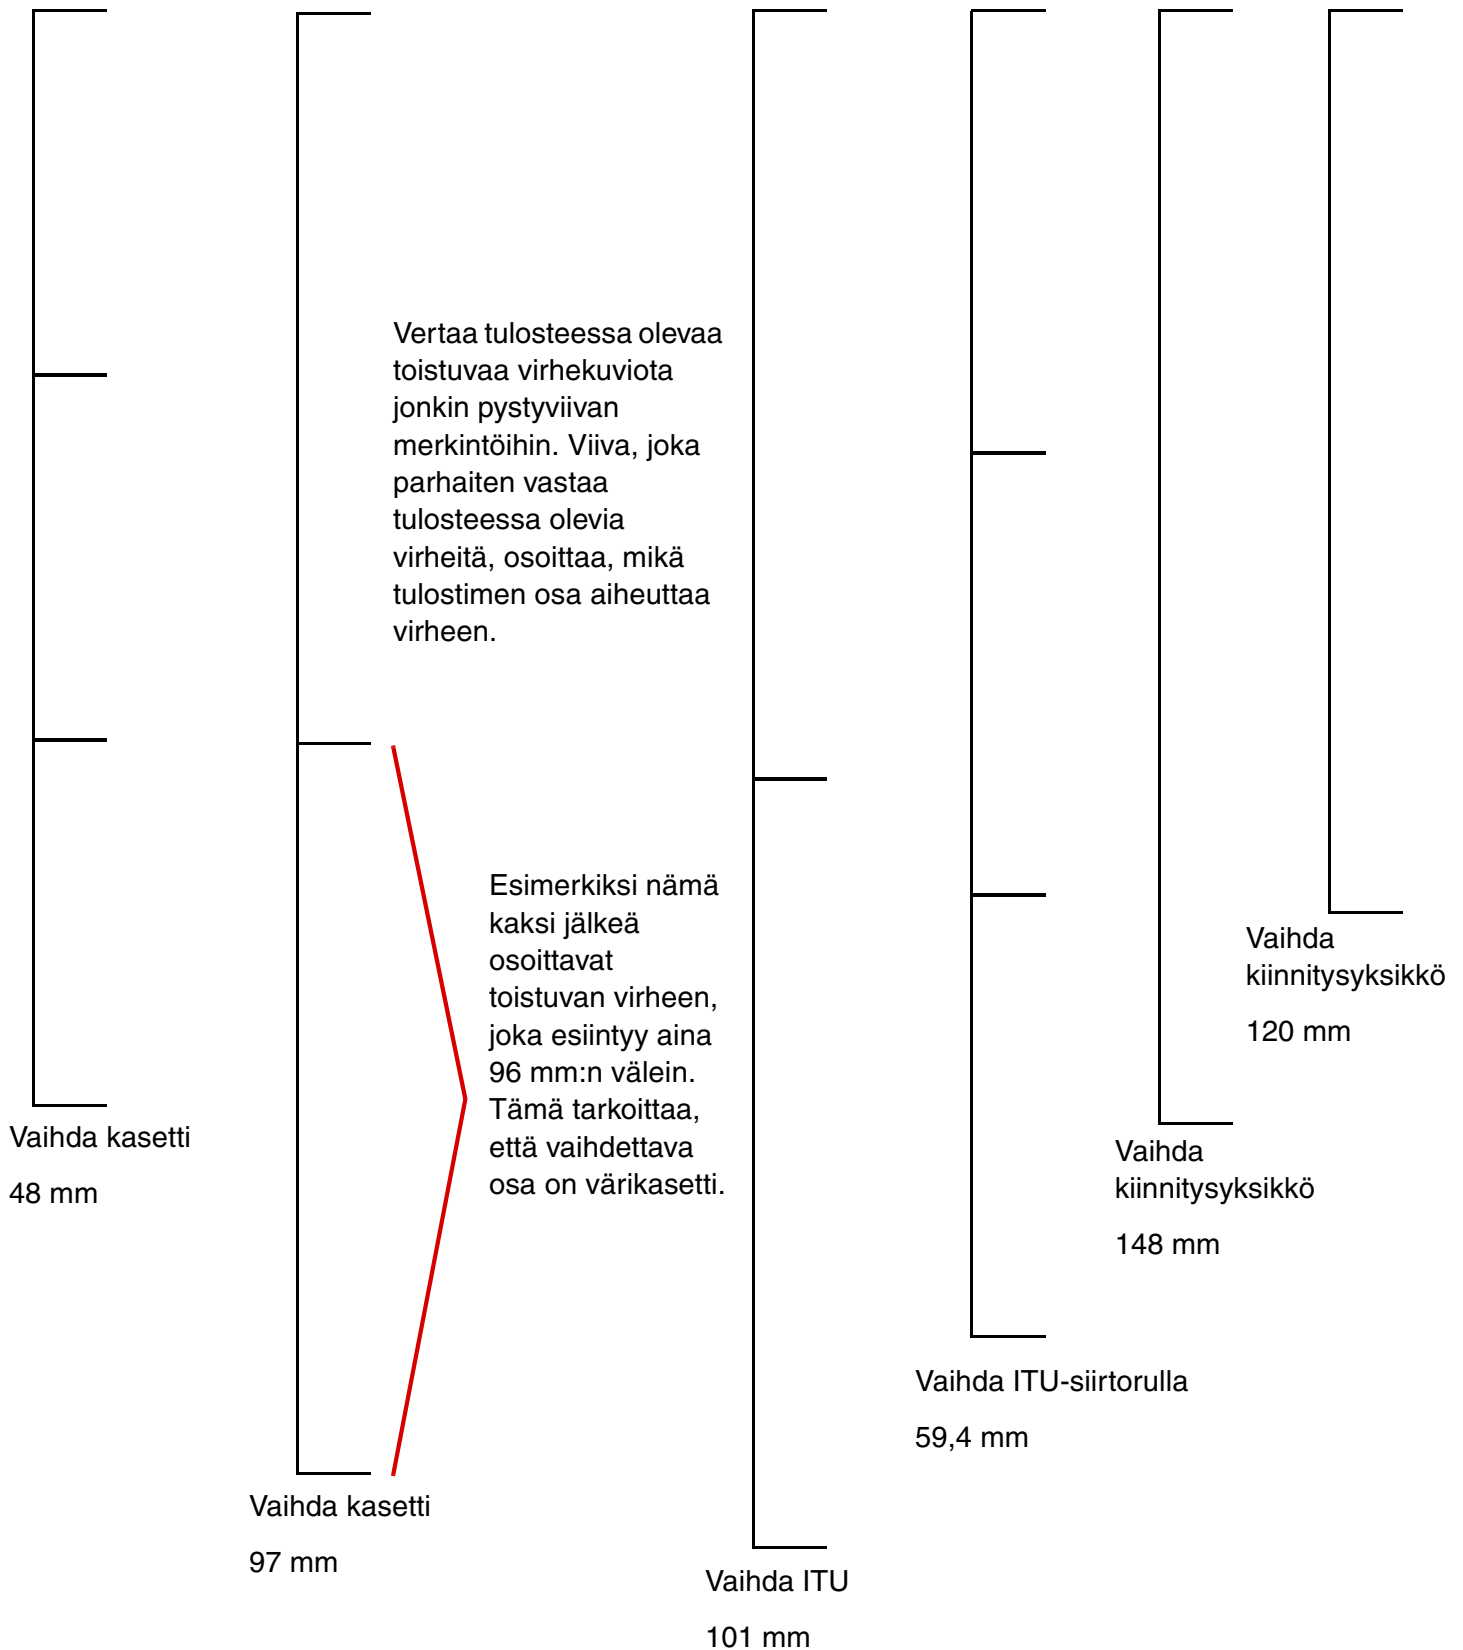 Vertaa tulosteessa olevaa
toistuvaa virhekuviota
jonkin pystyviivan
merkintöihin. Viiva, joka
parhaiten vastaa
tulosteessa olevia
virheitä, osoittaa, mikä
tulostimen osa aiheuttaa
virheen.
Esimerkiksi nämä
kaksi jälkeä
osoittavat
toistuvan virheen,
joka esiintyy aina
96 mm:n välein.
Tämä tarkoittaa,
että vaihdettava
osa on värikasetti.
Vaihda kasetti
48 mm
Vaihda kasetti
97 mm
Vaihda ITU
101 mm
Vaihda ITU-siirtorulla
59,4 mm
Vaihda
kiinnitysyksikkö
148 mm
Vaihda
kiinnitysyksikkö
120 mm